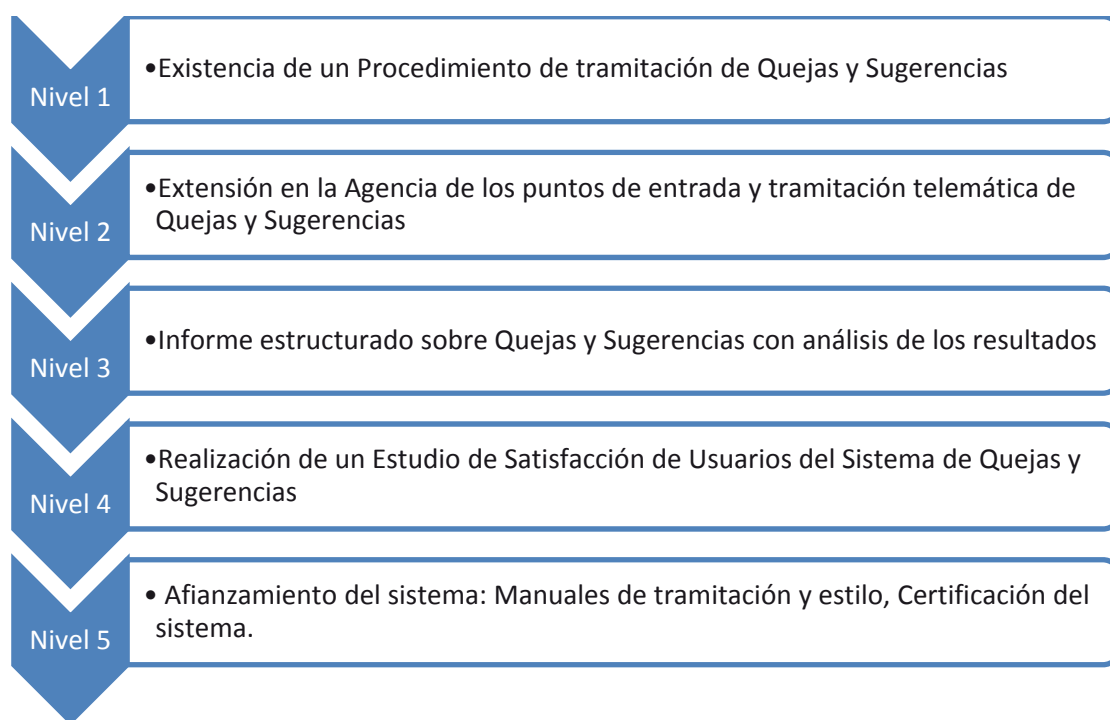 Nivel 1
•Existencia de un Procedimiento de tramitación de Quejas y Sugerencias
Nivel 2
•Extensión en la Agencia de los puntos de entrada y tramitación telemática de
Quejas y Sugerencias
Nivel 3
•Informe estructurado sobre Quejas y Sugerencias con análisis de los resultados
Nivel 4
•Realización de un Estudio de Satisfacción de Usuarios del Sistema de Quejas y
Sugerencias
Nivel 5
• Afianzamiento del sistema: Manuales de tramitación y estilo, Certificación del
sistema.